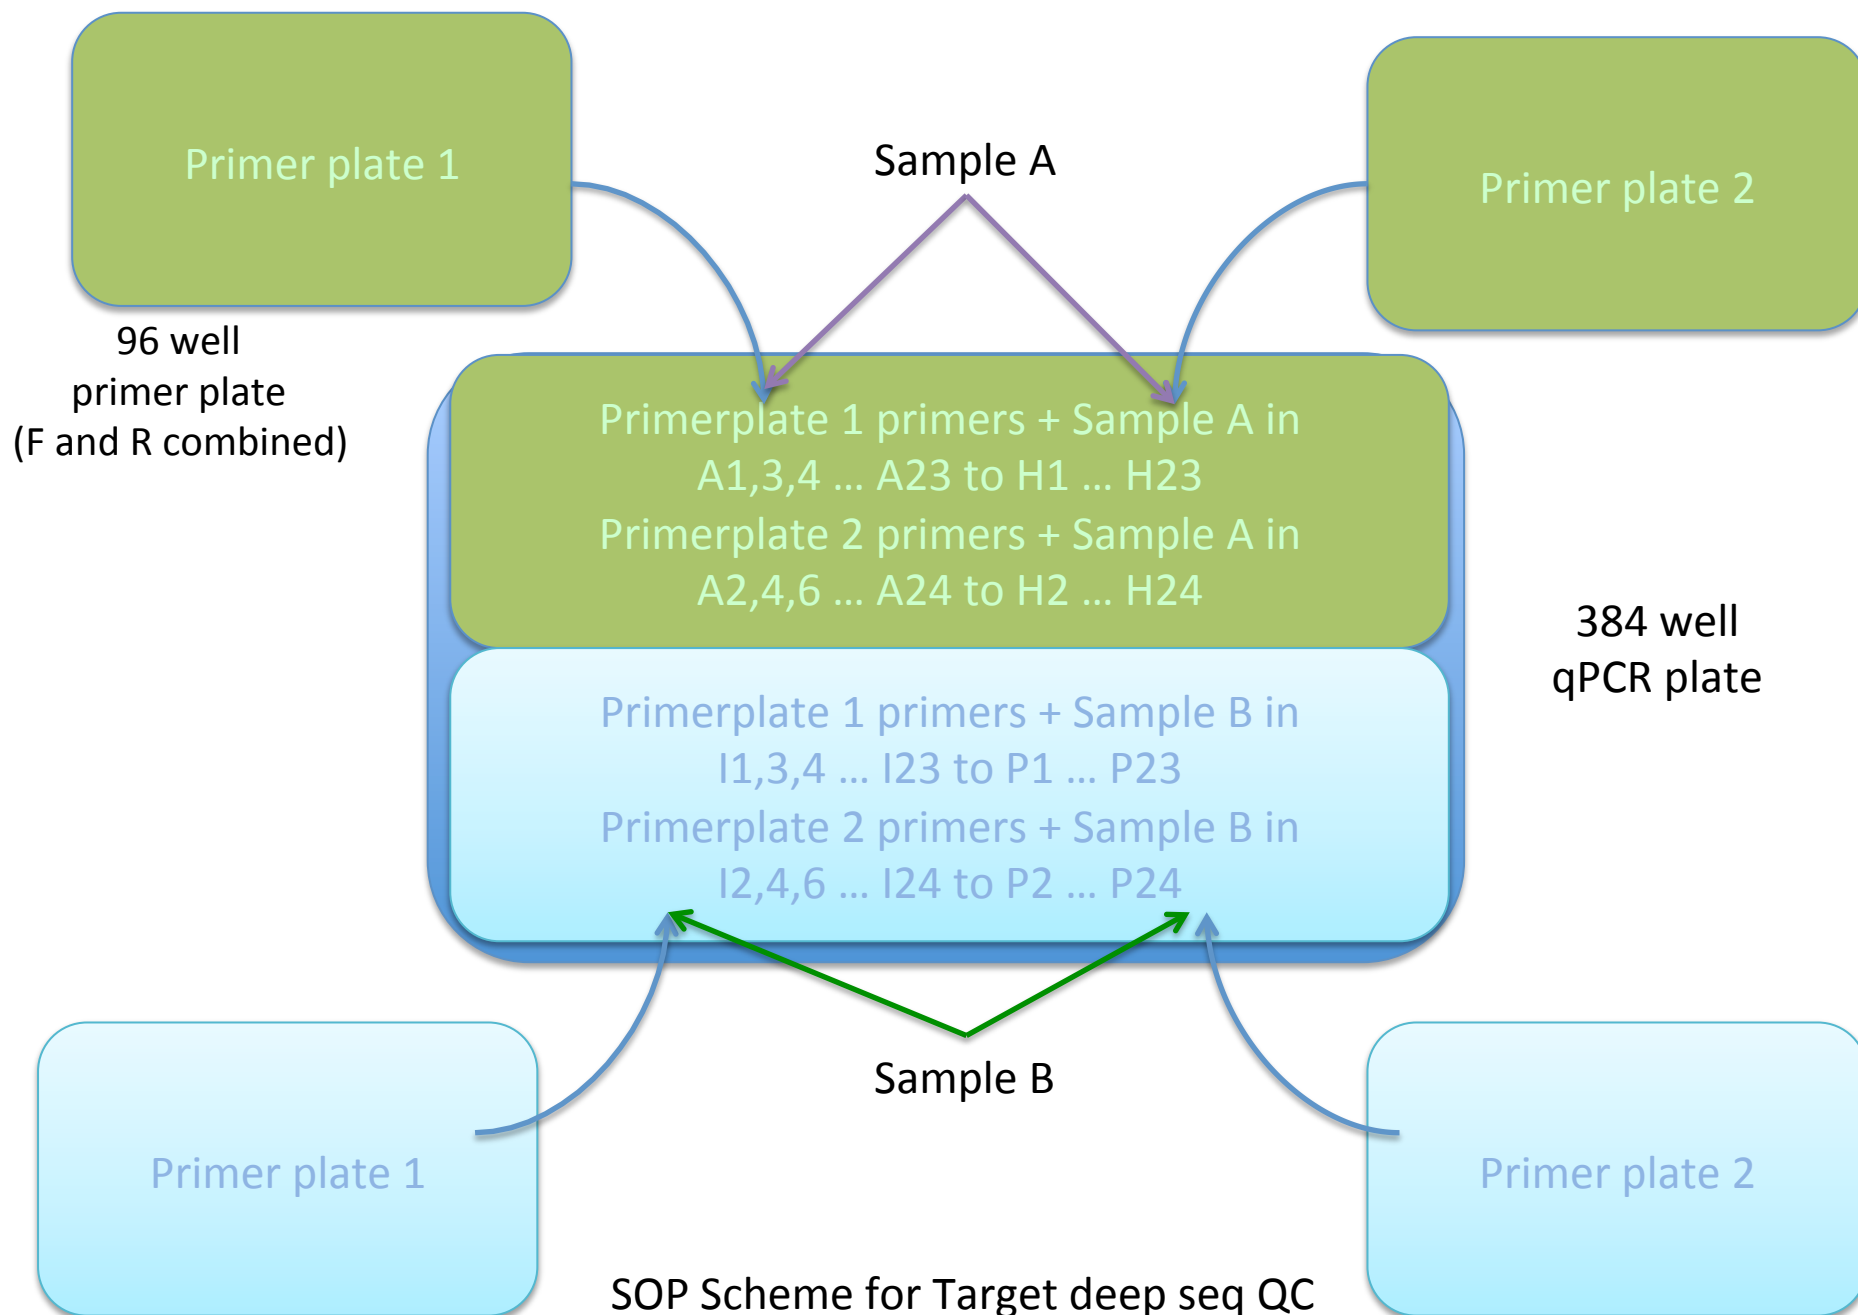 Primer plate 1
Sample A
Primer plate 2
96 well
primer plate
(F and R combined)
Primerplate 1 primers + Sample A in
A1,3,4 … A23 to H1 … H23
Primerplate 2 primers + Sample A in
A2,4,6 … A24 to H2 … H24
384 well
qPCR plate
Primerplate 1 primers + Sample B in
I1,3,4 … I23 to P1 … P23
Primerplate 2 primers + Sample B in
I2,4,6 … I24 to P2 … P24
Sample B
Primer plate 1
Primer plate 2
SOP Scheme for Target deep seq QC